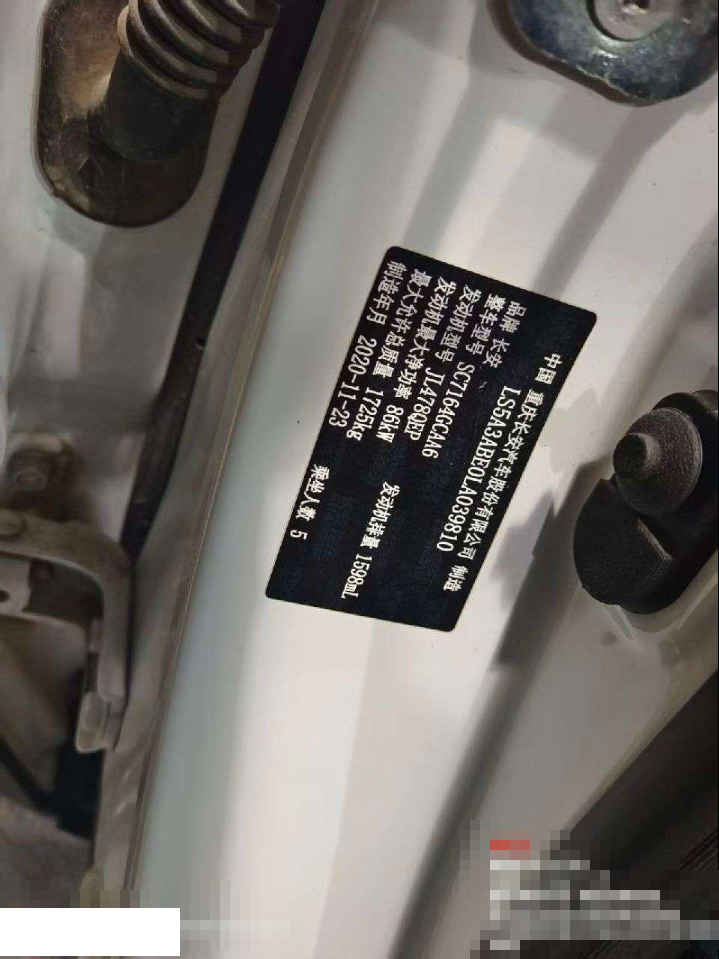 中国 重庆长安汽车股份有限公司 制造
LS5A3ABE0LA039810
品牌 长安
整车型号 SC7164GCAA6
发动机型号 JL478QEP
发动机排量 1598mL
发动机最大净功率 86KW
最大允许总质量 1725kg
乘坐人数 5
制造年月 2020-11-23